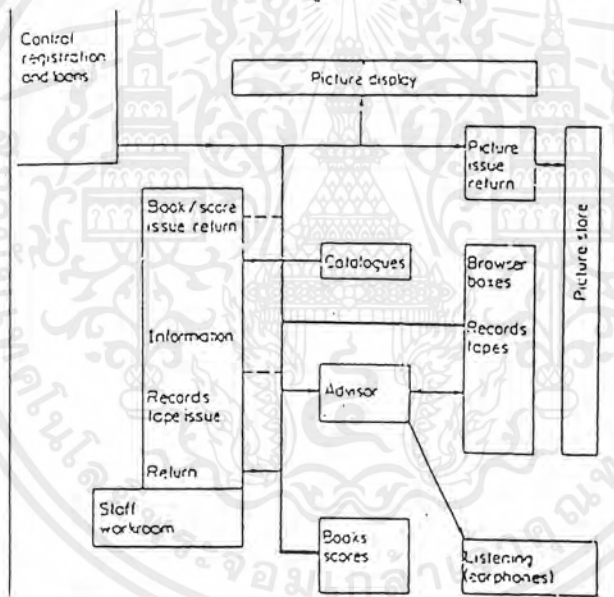 Control
registration
and loans
Picture display
Picture
issue
return
Picture store
Book/score
issue return
Catalogues
Browser
boxes
Information
Records
tapes
Advisor
Records
tape issue
Return
Staff
workroom
Books
scores
Listening
(earphones)